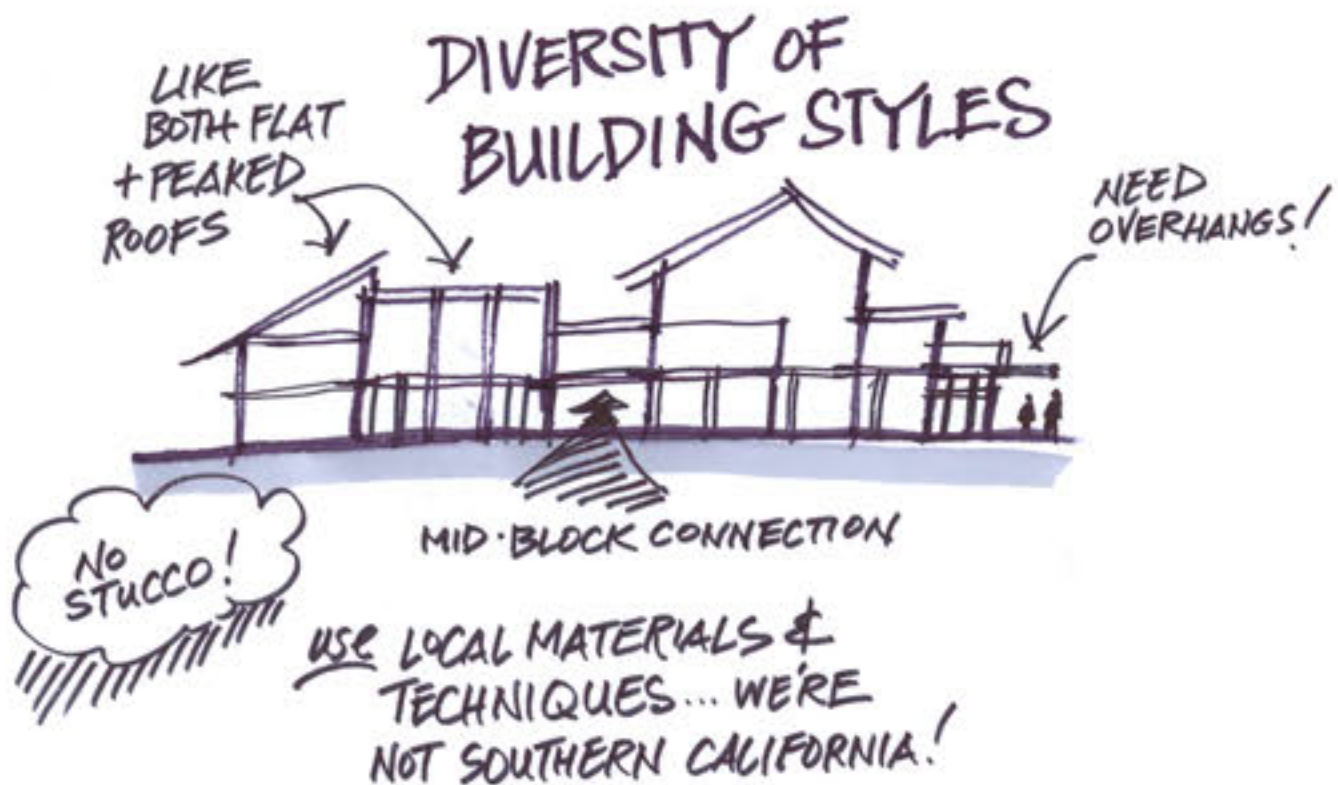 DIVERSITY OF
BUILDING STYLES
LIKE
BOTH FLAT
+ PEAKED
ROOFS
NEED
OVERHANGS!
MID·BLOCK CONNECTION
NO
STUCCO!
USE LOCAL MATERIALS &
TECHNIQUES... WE'RE
NOT SOUTHERN CALIFORNIA!